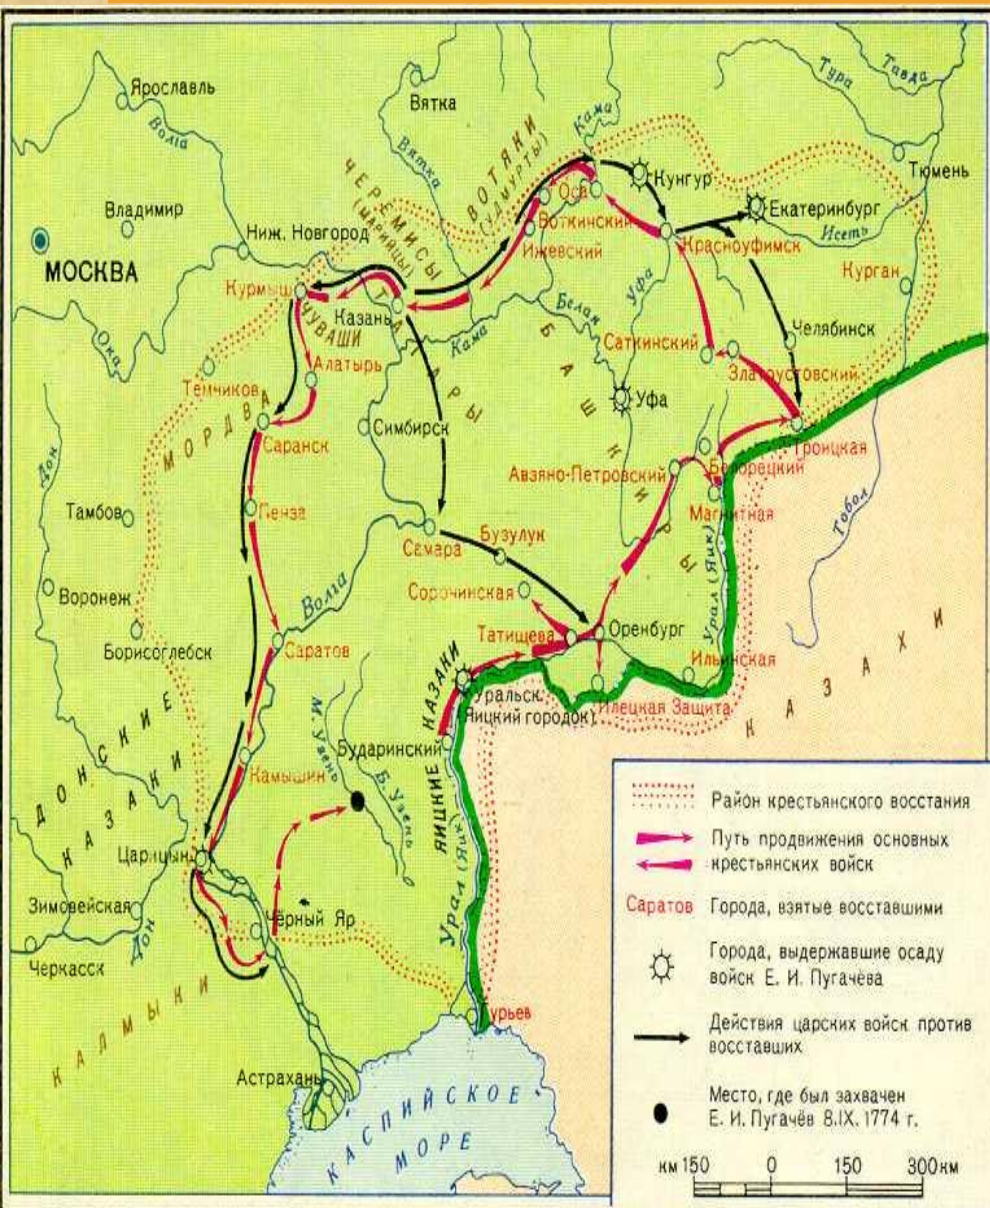 Ярославль
Волга
Вятка
Вятка
Кама
Тура
Тавда
Тюмень
ЧЕРЕМИСЫ
(МАРИЙЦЫ)
ВОТЯКИ
(УДМУРТЫ)
Оса
Кунгур
Воткинский
Ижевский
Екатеринбург
Исеть
Красноуфимск
Курган
Владимир
Ниж. Новгород
МОСКВА
Курмыш
ЧУВАШИ
Казань
ТАТАРЫ
Кама
Белая
Уфа
БАШКИРЫ
Челябинск
Саткинский
Златоустовский
Ока
Алатырь
Темчиков
МОРДВА
Саранск
Симбирск
Уфа
Троицкая
Дон
Авзяно-Петровский
Белорецкий
Магнитная
Тамбов
Пенза
Самара
Бузулук
Тобол
Урал (Яик)
Воронеж
Волга
Сорочинская
Борисоглебск
Саратов
Татищева
Оренбург
Ильинская
Илецкая Защита
КАЗАХИ
Уральск
(Яицкий городок)
ЯИЦКИЕ КАЗАКИ
М. Узень
Б. Узень
Бударинский
ДОНСКИЕ
КАЗАКИ
Камышин
Царицын
Урал (Яик)
Зимовейская
Дон
Чёрный Яр
Черкасск
КАЛМЫКИ
Гурьев
Астрахань
КАСПИЙСКОЕ
МОРЕ
Район крестьянского восстания
Путь продвижения основных
крестьянских войск
Саратов Города, взятые восставшими
Города, выдержавшие осаду
войск Е. И. Пугачёва
Действия царских войск против
восставших
Место, где был захвачен
Е. И. Пугачёв 8.IX. 1774 г.
км 150 0 150 300 км